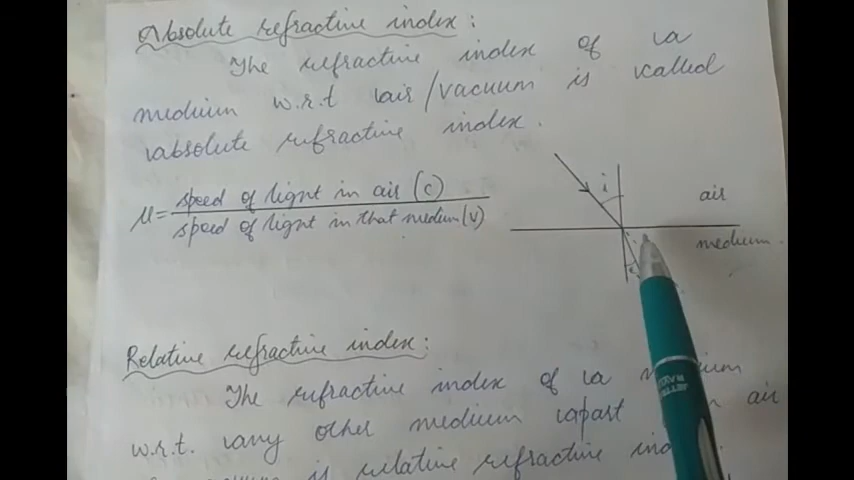 Absolute refractive index:
The refractive index of a
medium w.r.t air/vacuum is called
absolute refractive index.
μ = speed of light in air (c)
speed of light in that medium (v)
i
air
medium
Relative refractive index:
The refractive index of a
w.r.t. any other medium apart air
is relative refractive